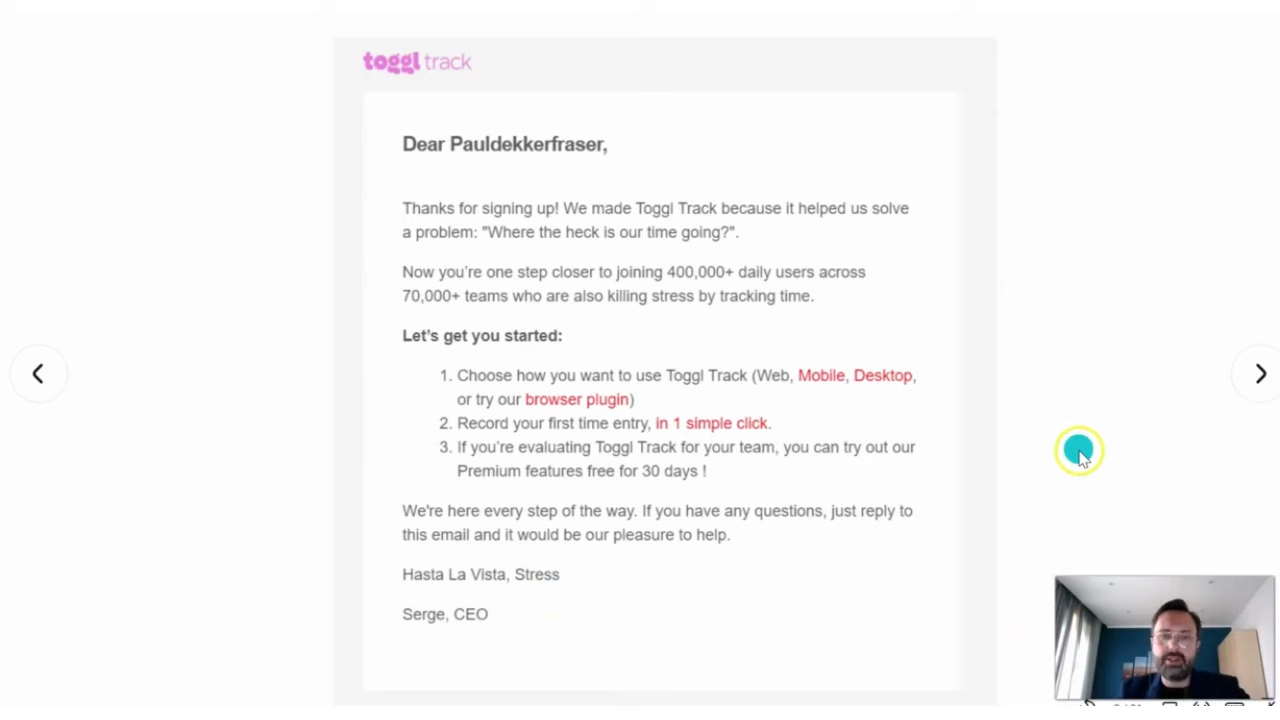 toggl track
Dear Pauldekkerfraser,
Thanks for signing up! We made Toggl Track because it helped us solve
a problem: "Where the heck is our time going?".
Now you're one step closer to joining 400,000+ daily users across
70,000+ teams who are also killing stress by tracking time.
Let's get you started:
1. Choose how you want to use Toggl Track (Web, Mobile, Desktop,
or try our browser plugin)
2. Record your first time entry, in 1 simple click.
3. If you're evaluating Toggl Track for your team, you can try out our
Premium features free for 30 days !
We're here every step of the way. If you have any questions, just reply to
this email and it would be our pleasure to help.
Hasta La Vista, Stress
Serge, CEO